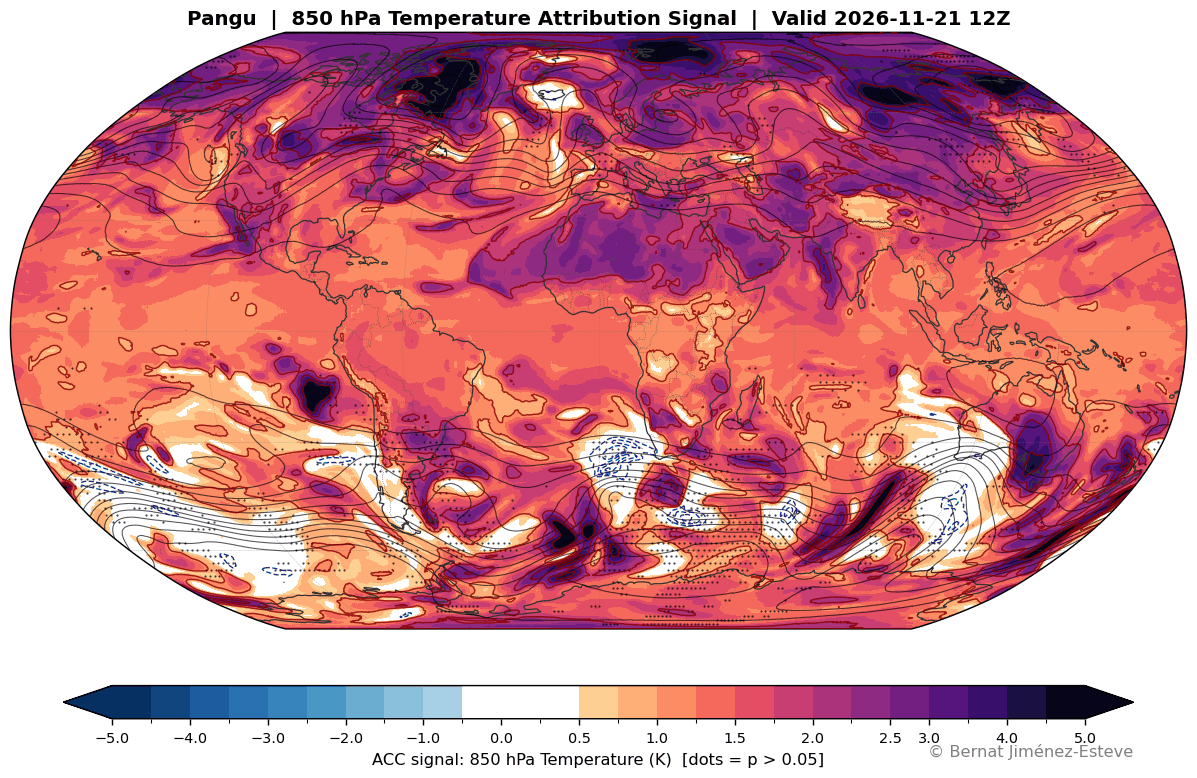 Pangu | 850 hPa Temperature Attribution Signal | Valid 2026-11-21 12Z
−5.0 −4.0 −3.0 −2.0 −1.0 0.0 0.5 1.0 1.5 2.0 2.5 3.0 4.0 5.0
© Bernat Jiménez-Esteve
ACC signal: 850 hPa Temperature (K) [dots = p > 0.05]